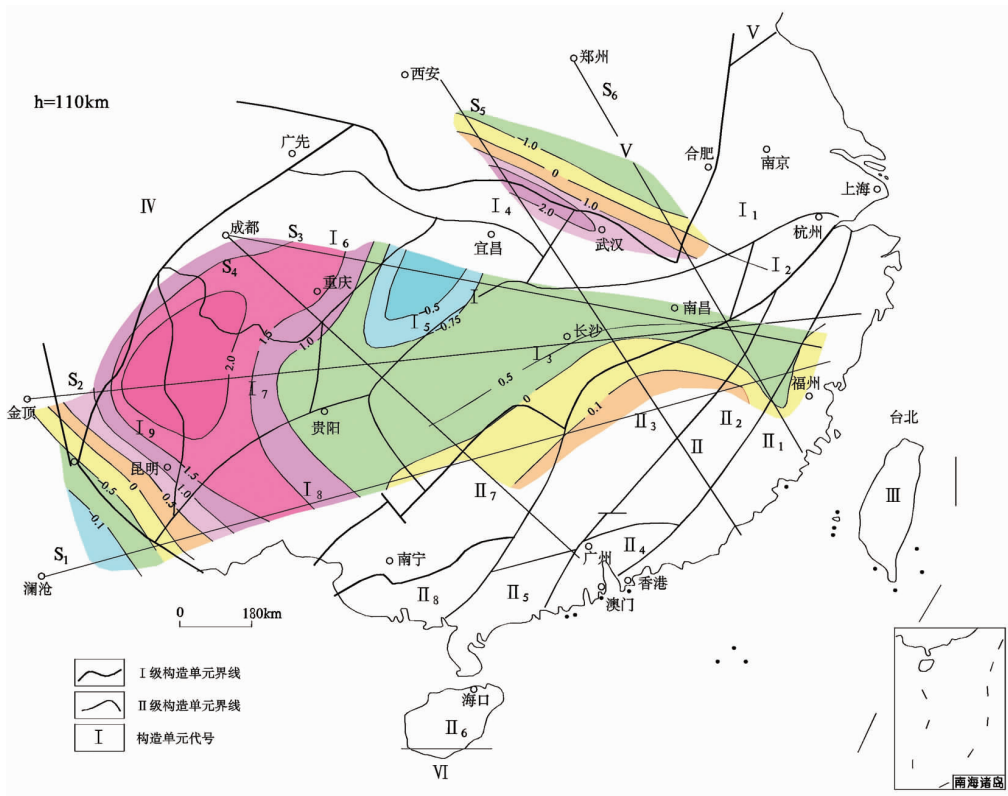 V
郑州
西安
S6
h=110km
S5
-1.0
广先
V
合肥
南京
0
上海
IV
1.0
I4
2.0
I1
成都
S3
I6
宜昌
武汉
杭州
S4
I2
重庆
-0.5
I
南昌
1.5
I5
-0.75
1.0
长沙
2.0
I3
S2
I7
0.5
福州
金顶
0
0.1
台北
I9
贵阳
II3
II2
II1
昆明
-1.5
II
-0.5
1.0
I8
II7
III
0
0.5
-0.1
S1
南宁
广州
II4
澜沧
香港
II8
II5
澳门
0
180km
I级构造单元界线
海口
II级构造单元界线
II6
I
构造单元代号
VI
南海诸岛